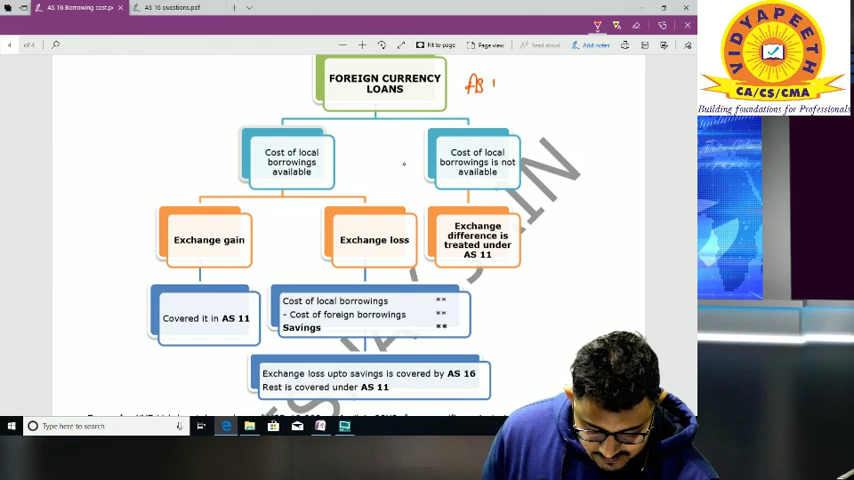 AS 16 Borrowing cost.pdf
AS 16 questions.pdf
4 of 4
Fit to page
Page view
Read aloud
Add notes
FOREIGN CURRENCY
LOANS
AS 1
Cost of local
borrowings
available
Cost of local
borrowings is not
available
Exchange gain
Exchange loss
Exchange
difference is
treated under
AS 11
Covered it in AS 11
Cost of local borrowings **
- Cost of foreign borrowings **
Savings **
Exchange loss upto savings is covered by AS 16
Rest is covered under AS 11
Type here to search
VIDYAPEETH
CA/CS/CMA
Building foundations for Professionals